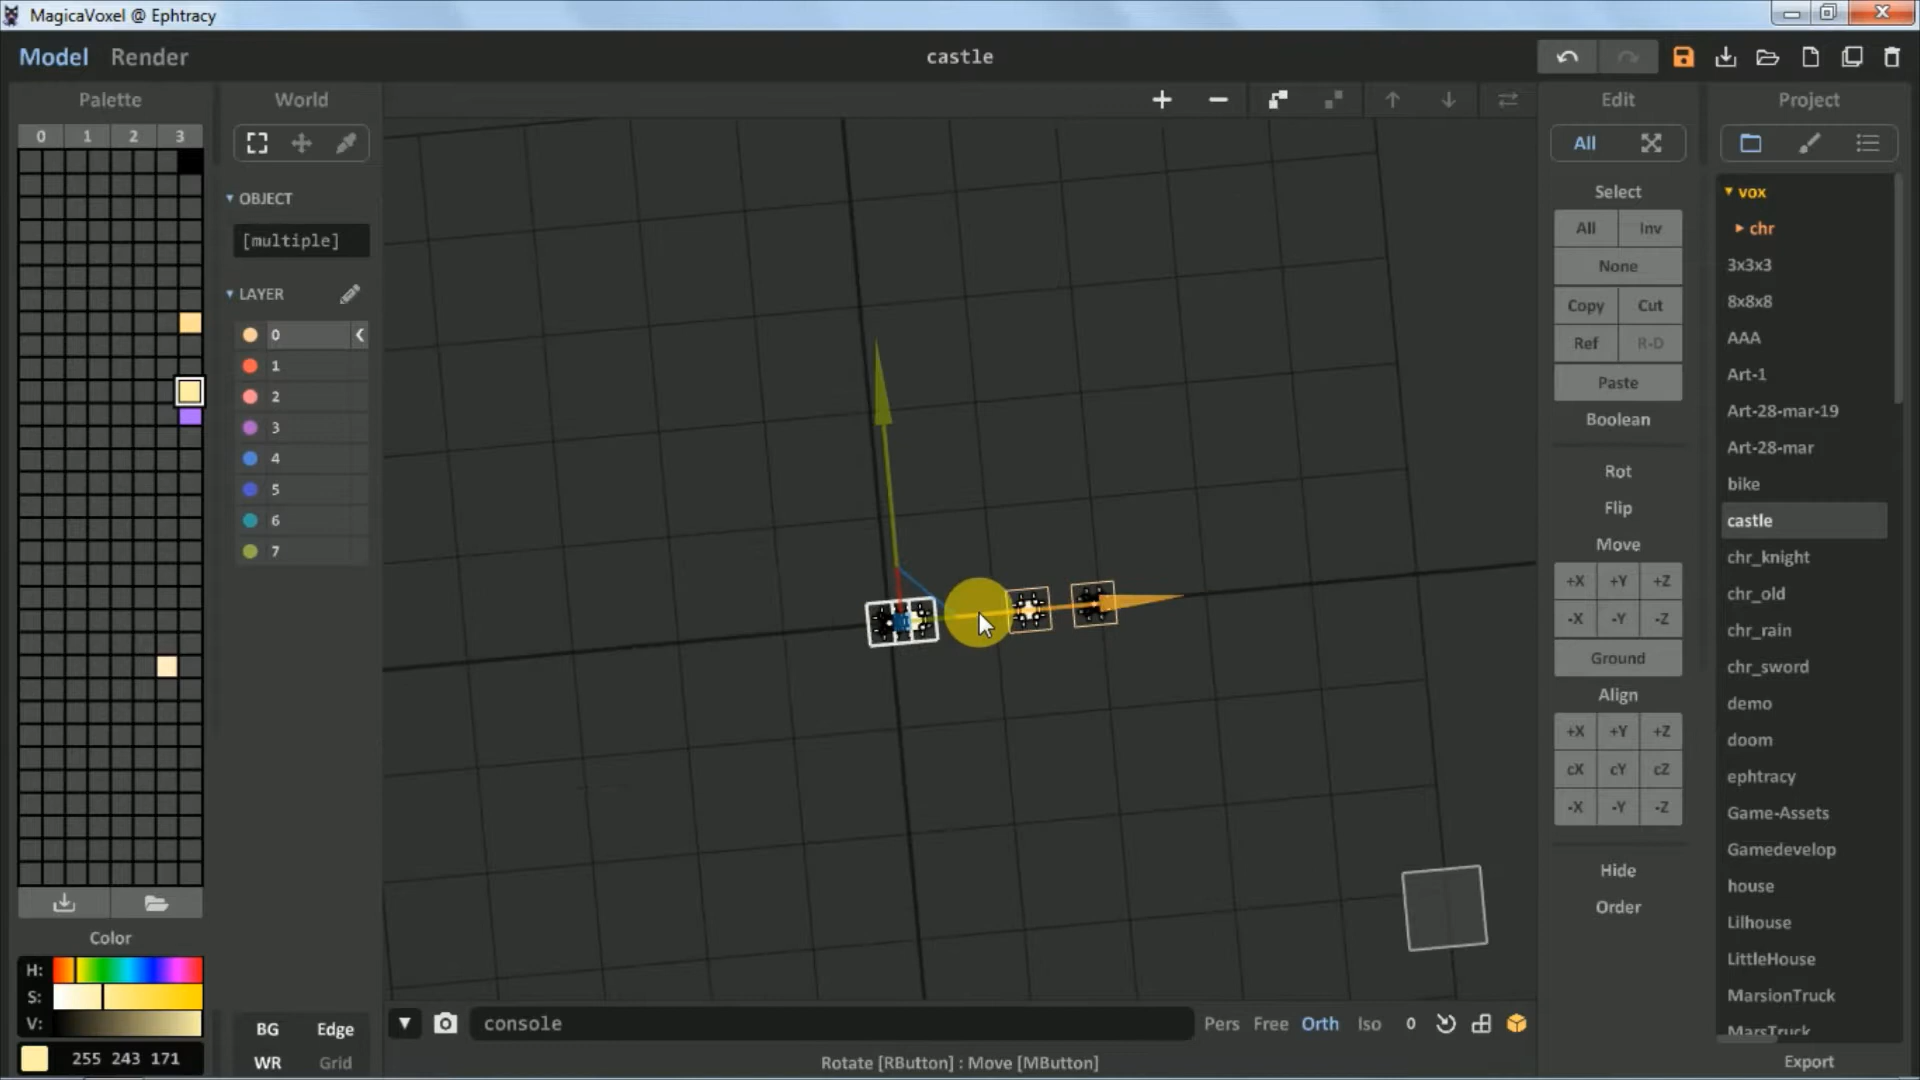 MagicaVoxel @ Ephtracy
Model Render castle
Palette World Edit Project
0 1 2 3
All
OBJECT
[multiple]
LAYER
0
1
2
3
4
5
6
7
Select
All Inv
None
Copy Cut
Ref R-D
Paste
Boolean
Rot
Flip
Move
+X +Y +Z
-X -Y -Z
Ground
Align
+X +Y +Z
cX cY cZ
-X -Y -Z
Hide
Order
vox
chr
3x3x3
8x8x8
AAA
Art-1
Art-28-mar-19
Art-28-mar
bike
castle
chr_knight
chr_old
chr_rain
chr_sword
demo
doom
ephtracy
Game-Assets
Gamedevelop
house
Lilhouse
LittleHouse
MarsionTruck
MarsTruck
Export
Color
H:
S:
V:
255 243 171
BG Edge
WR Grid
console
Pers Free Orth Iso 0
Rotate [RButton] : Move [MButton]